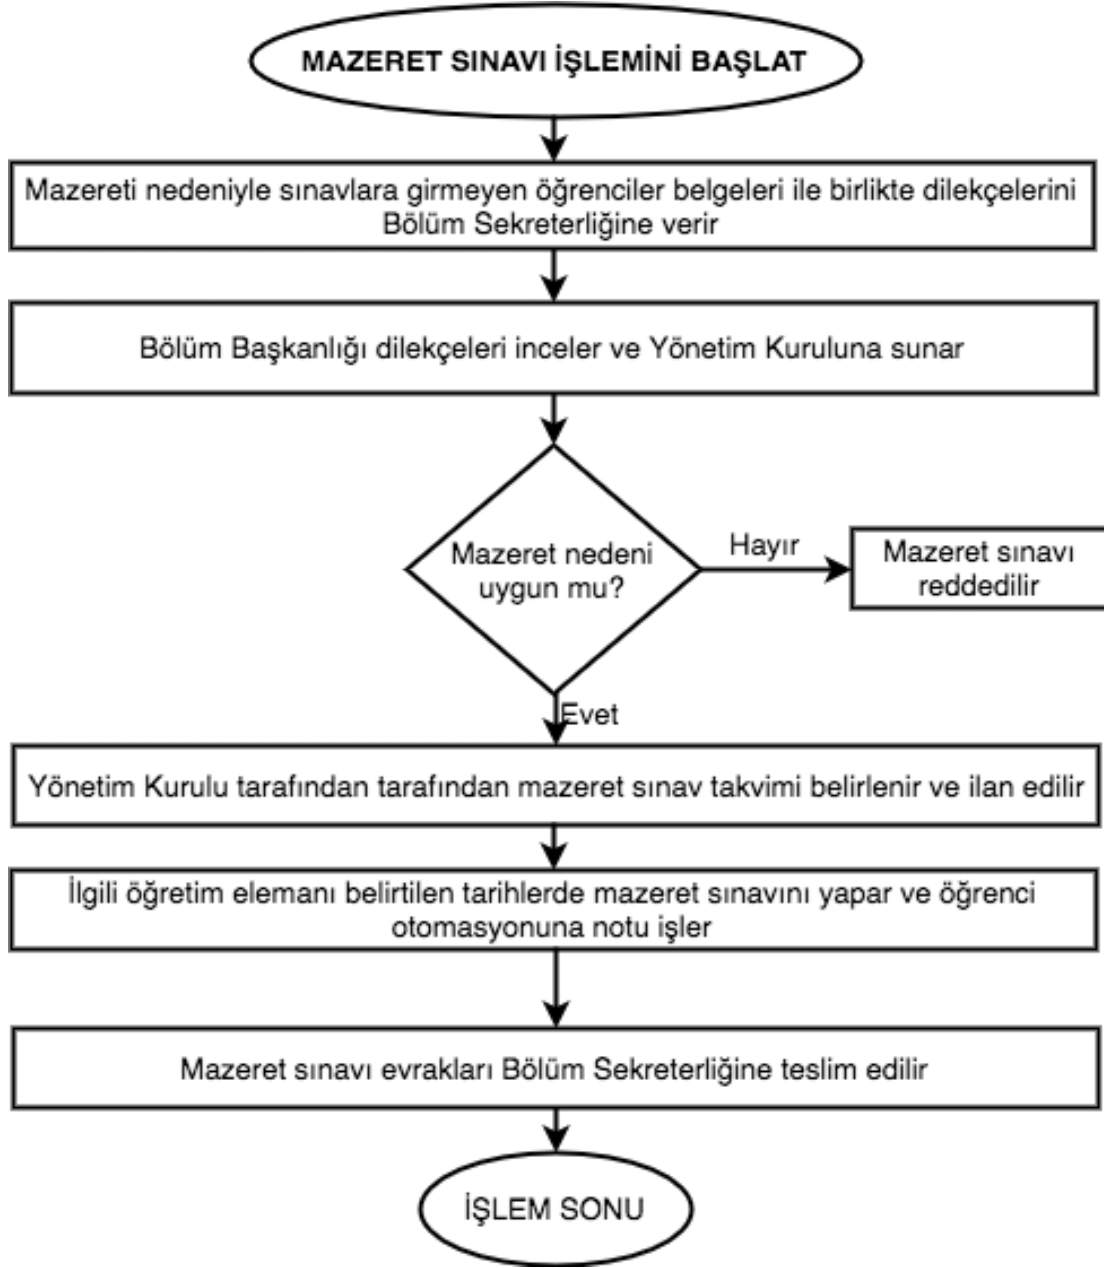 MAZERET SINAVI İŞLEMİNİ BAŞLAT
Mazereti nedeniyle sınavlara girmeyen öğrenciler belgeleri ile birlikte dilekçelerini
Bölüm Sekreterliğine verir
Bölüm Başkanlığı dilekçeleri inceler ve Yönetim Kuruluna sunar
Mazeret nedeni
uygun mu?
Hayır
Mazeret sınavı
reddedilir
Evet
Yönetim Kurulu tarafından tarafından mazeret sınav takvimi belirlenir ve ilan edilir
İlgili öğretim elemanı belirtilen tarihlerde mazeret sınavını yapar ve öğrenci
otomasyonuna notu işler
Mazeret sınavı evrakları Bölüm Sekreterliğine teslim edilir
İŞLEM SONU